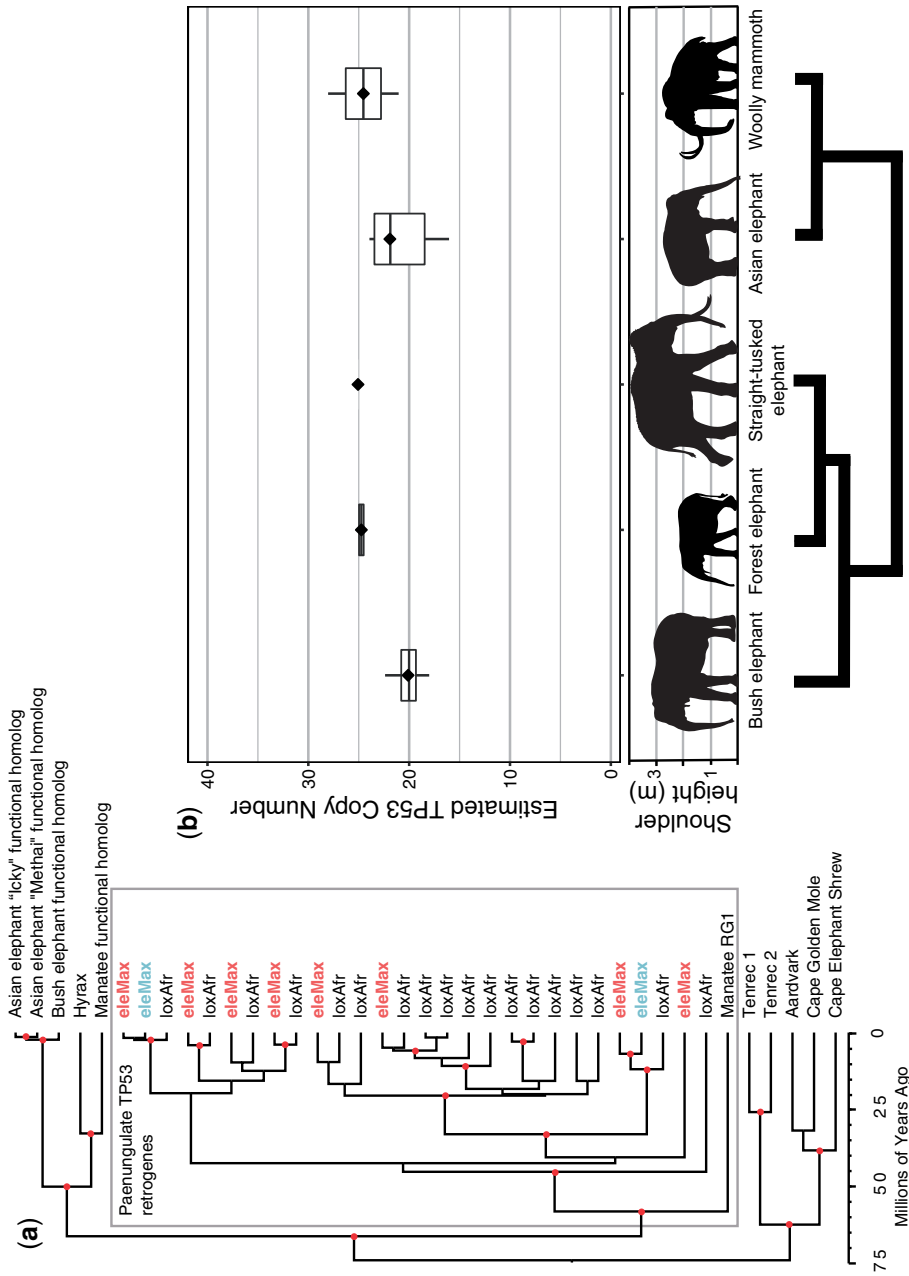 (a)
Asian elephant "Icky" functional homolog
Asian elephant "Methai" functional homolog
Bush elephant functional homolog
Hyrax
Manatee functional homolog
Paenungulate TP53
retrogenes
eleMax
eleMax
loxAfr
eleMax
loxAfr
eleMax
loxAfr
eleMax
loxAfr
eleMax
loxAfr
loxAfr
eleMax
loxAfr
loxAfr
loxAfr
loxAfr
loxAfr
loxAfr
loxAfr
loxAfr
loxAfr
loxAfr
eleMax
eleMax
loxAfr
eleMax
loxAfr
Manatee RG1
Tenrec 1
Tenrec 2
Aardvark
Cape Golden Mole
Cape Elephant Shrew
75 50 25 0
Millions of Years Ago
(b)
40
30
20
10
0
Estimated TP53 Copy Number
3
1
Shoulder
height (m)
Bush elephant
Forest elephant
Straight-tusked
elephant
Asian elephant
Woolly mammoth